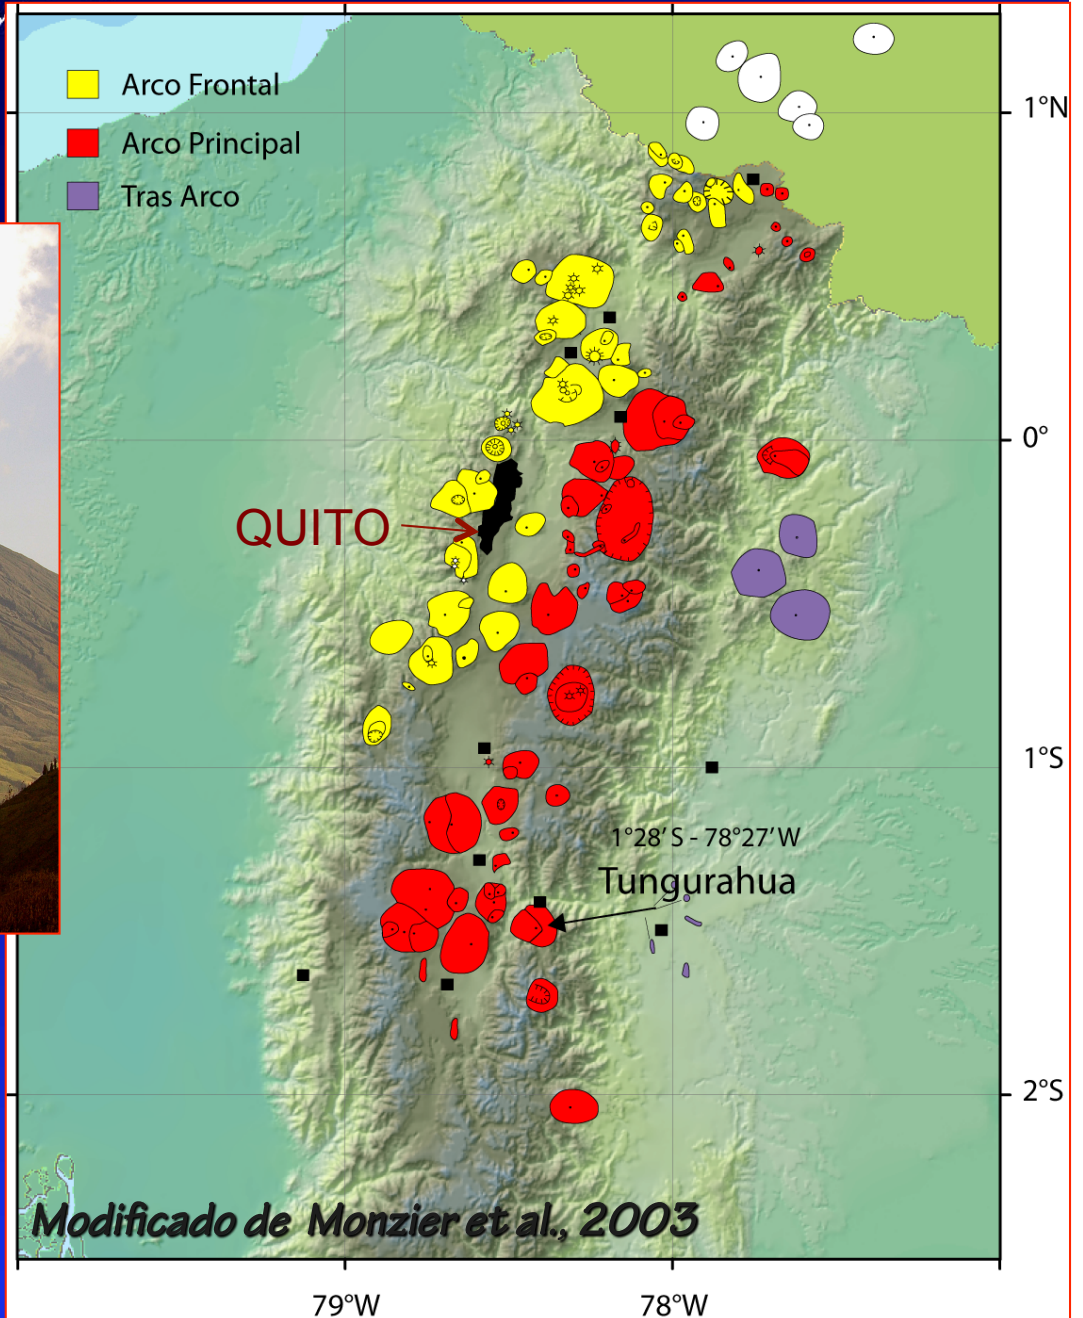 Arco Frontal
Arco Principal
Tras Arco
1°N
0°
QUITO
1°S
1°28’ S - 78°27’ W
Tungurahua
2°S
Modificado de Monzier et al., 2003
79°W
78°W